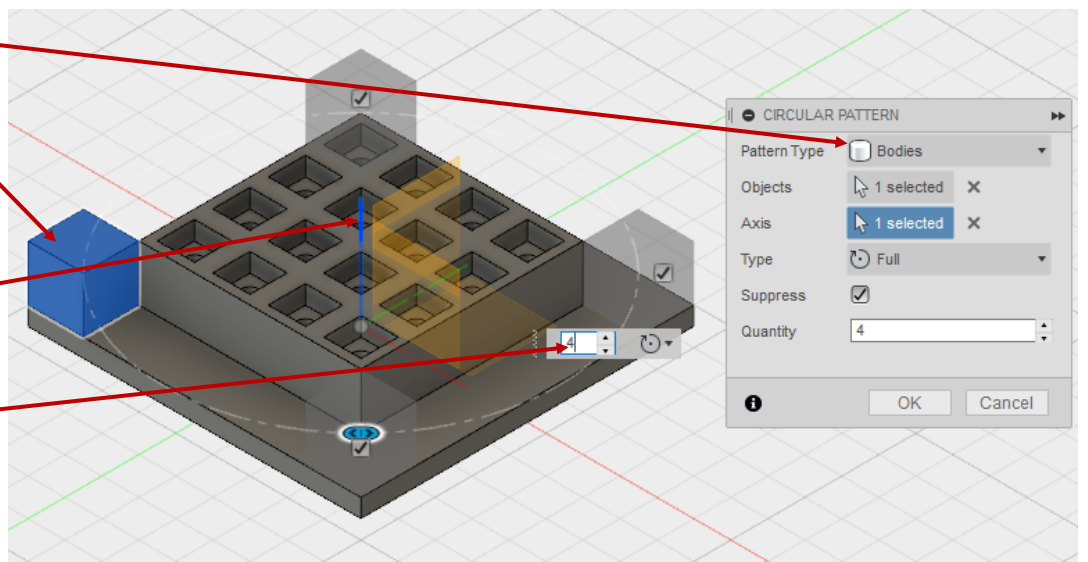 CIRCULAR PATTERN
Pattern Type Bodies
Objects 1 selected
Axis 1 selected
Type Full
Suppress
Quantity 4
4
OK Cancel